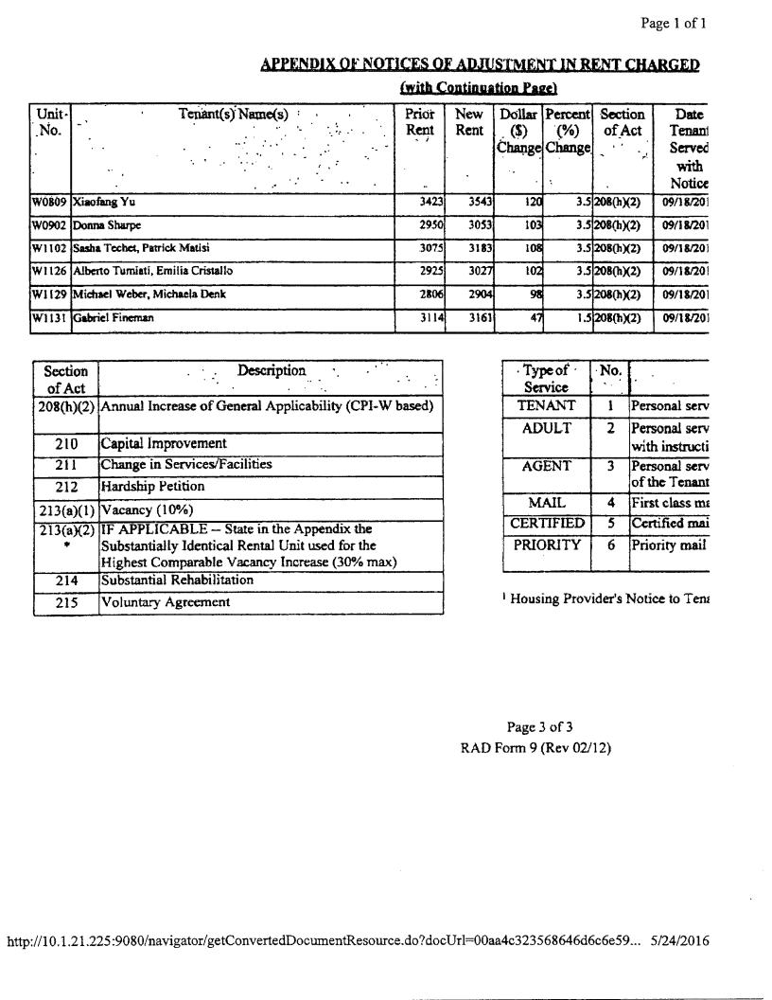 Page 1 of 1
APPENDIX OF NOTICES OF ADJUSTMENT IN RENT CHARGED
(with Continuation Page)
Unit No. Tenant(s) Name(s) Prior Rent New Rent Dollar ($) Change Percent (%) Change Section of Act Date Tenant Served with Notice
W0809 Xiaofang Yu 3423 3543 120 3.5 208(h)(2) 09/18/201
W0902 Donna Sharpe 2950 3053 103 3.5 208(h)(2) 09/18/201
W1102 Sasha Techet, Patrick Matisi 3075 3183 108 3.5 208(h)(2) 09/18/201
W1126 Alberto Tumiati, Emilia Cristallo 2925 3027 102 3.5 208(h)(2) 09/18/201
W1129 Michael Weber, Michaela Denk 2806 2904 98 3.5 208(h)(2) 09/18/201
W1131 Gabriel Fineman 3114 3161 47 1.5 208(h)(2) 09/18/201
Section of Act Description
208(h)(2) Annual Increase of General Applicability (CPI-W based)
210 Capital Improvement
211 Change in Services/Facilities
212 Hardship Petition
213(a)(1) Vacancy (10%)
213(a)(2) IF APPLICABLE -- State in the Appendix the
* Substantially Identical Rental Unit used for the
Highest Comparable Vacancy Increase (30% max)
214 Substantial Rehabilitation
215 Voluntary Agreement
Type of Service No.
TENANT 1 Personal serv
ADULT 2 Personal serv
with instructi
AGENT 3 Personal serv
of the Tenant
MAIL 4 First class ma
CERTIFIED 5 Certified mai
PRIORITY 6 Priority mail
1 Housing Provider's Notice to Tena
Page 3 of 3
RAD Form 9 (Rev 02/12)
http://10.1.21.225:9080/navigator/getConvertedDocumentResource.do?docUrl=00aa4c323568646d6c6e59... 5/24/2016